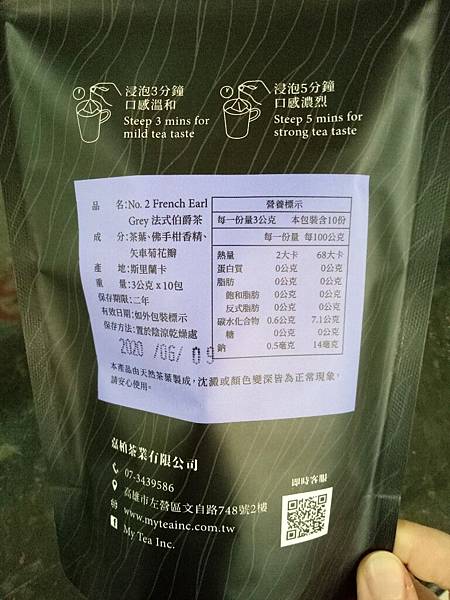 浸泡3分鐘
口感溫和
Steep 3 mins for
mild tea taste
浸泡5分鐘
口感濃烈
Steep 5 mins for
strong tea taste
品 名:No. 2 French Earl
Grey 法式伯爵茶
成 分:茶葉、佛手柑香精、
矢車菊花瓣
產 地:斯里蘭卡
重 量:3公克x10包
保存期限:二年
有效日期:如外包裝標示
保存方法:置於陰涼乾燥處
2020 /06/ 09
營養標示
每一份量3公克 本包裝含10份
每一份量 每100公克
熱量 2大卡 68大卡
蛋白質 0公克 0公克
脂肪 0公克 0公克
飽和脂肪 0公克 0公克
反式脂肪 0公克 0公克
碳水化合物 0.6公克 7.1公克
糖 0公克 0公克
鈉 0.5毫克 14毫克
本產品由天然茶葉製成，沈澱或顏色變深皆為正常現象，
請安心使用。
嘉植茶業有限公司
07-3439586
高雄市左營區文自路748號2樓
www.myteainc.com.tw
My Tea Inc.